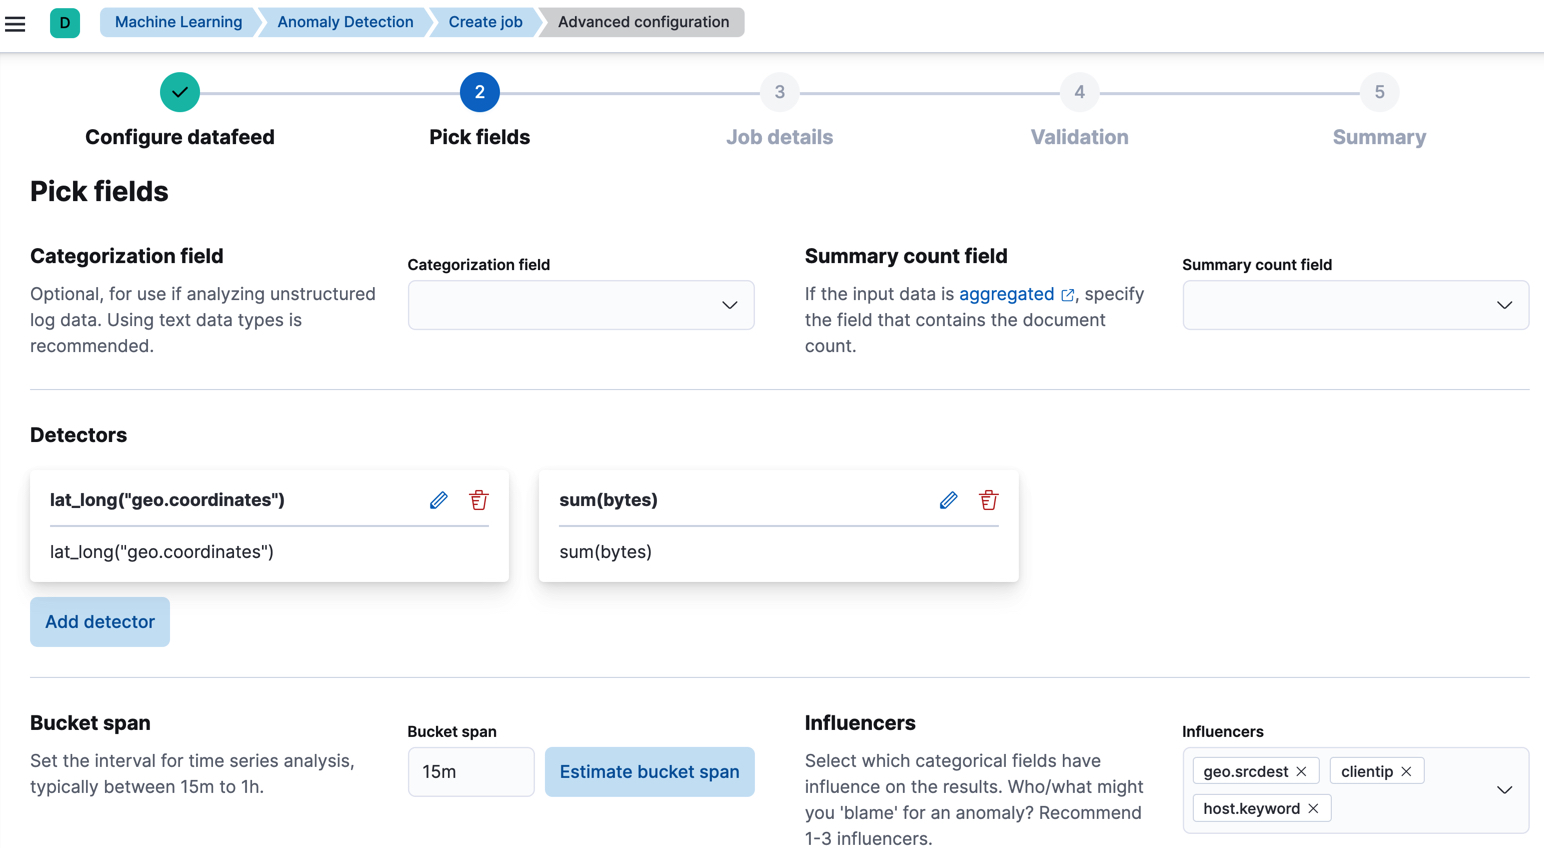 D
Machine Learning
Anomaly Detection
Create job
Advanced configuration
2
3
4
5
Configure datafeed
Pick fields
Job details
Validation
Summary
Pick fields
Categorization field
Optional, for use if analyzing unstructured
log data. Using text data types is
recommended.
Categorization field
Summary count field
If the input data is aggregated , specify
the field that contains the document
count.
Summary count field
Detectors
lat_long("geo.coordinates")
lat_long("geo.coordinates")
sum(bytes)
sum(bytes)
Add detector
Bucket span
Set the interval for time series analysis,
typically between 15m to 1h.
Bucket span
15m
Estimate bucket span
Influencers
Select which categorical fields have
influence on the results. Who/what might
you 'blame' for an anomaly? Recommend
1-3 influencers.
Influencers
geo.srcdest
clientip
host.keyword